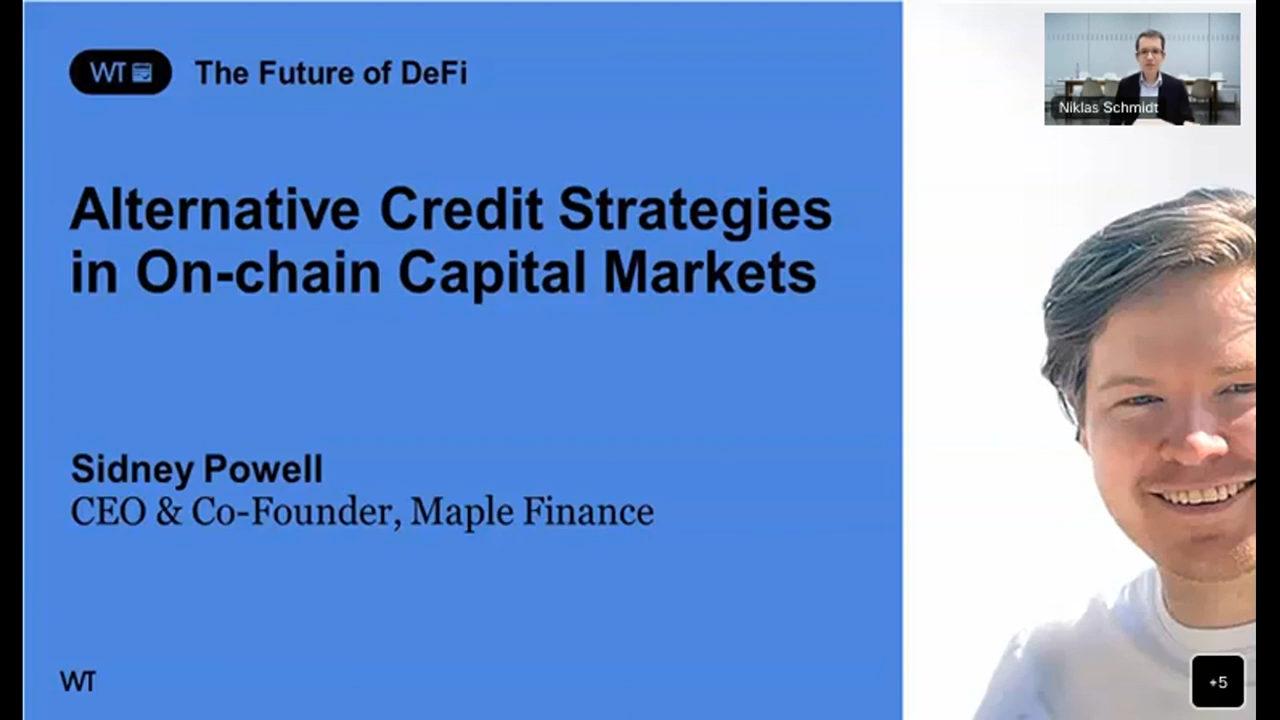 WT
The Future of DeFi
Niklas Schmidt
Alternative Credit Strategies
in On-chain Capital Markets
Sidney Powell
CEO & Co-Founder, Maple Finance
WT
+5